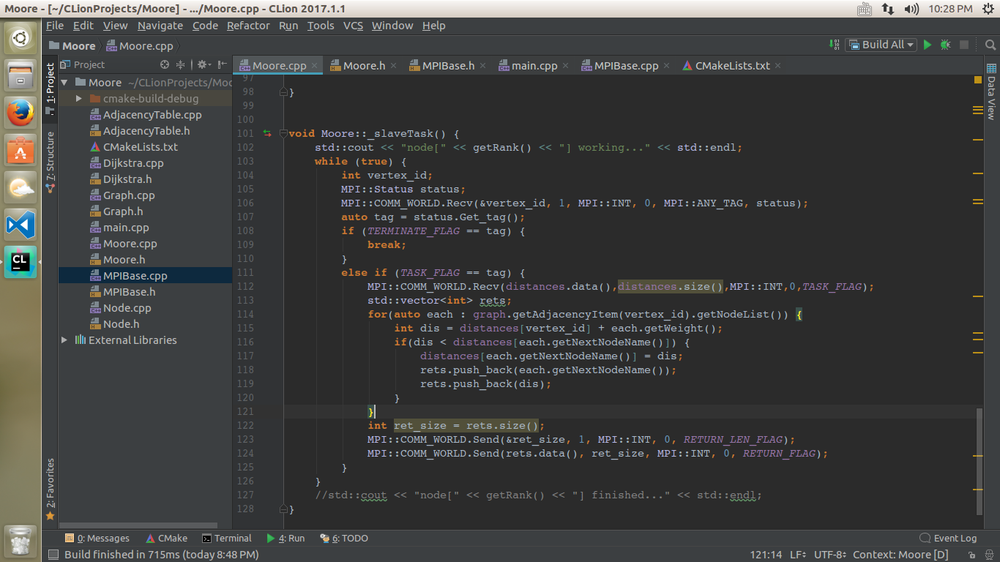 Moore - [~/CLionProjects/Moore] - .../Moore.cpp - CLion 2017.1.1
10:28 PM
File Edit View Navigate Code Refactor Run Tools VCS Window Help
Moore Moore.cpp
Build All
Project
Moore.cpp Moore.h MPIBase.h main.cpp MPIBase.cpp CMakeLists.txt
1: Project
7: Structure
2: Favorites
Data View
Moore ~/CLionProjects/Moo
cmake-build-debug
AdjacencyTable.cpp
AdjacencyTable.h
CMakeLists.txt
Dijkstra.cpp
Dijkstra.h
Graph.cpp
Graph.h
main.cpp
Moore.cpp
Moore.h
MPIBase.cpp
MPIBase.h
Node.cpp
Node.h
External Libraries
97
98 }
99
100
101 void Moore::_slaveTask() {
102 std::cout << "node[" << getRank() << "] working..." << std::endl;
103 while (true) {
104 int vertex_id;
105 MPI::Status status;
106 MPI::COMM_WORLD.Recv(&vertex_id, 1, MPI::INT, 0, MPI::ANY_TAG, status);
107 auto tag = status.Get_tag();
108 if (TERMINATE_FLAG == tag) {
109 break;
110 }
111 else if (TASK_FLAG == tag) {
112 MPI::COMM_WORLD.Recv(distances.data(),distances.size(),MPI::INT,0,TASK_FLAG);
113 std::vector<int> rets;
114 for(auto each : graph.getAdjacencyItem(vertex_id).getNodeList()) {
115 int dis = distances[vertex_id] + each.getWeight();
116 if(dis < distances[each.getNextNodeName()]) {
117 distances[each.getNextNodeName()] = dis;
118 rets.push_back(each.getNextNodeName());
119 rets.push_back(dis);
120 }
121 }
122 int ret_size = rets.size();
123 MPI::COMM_WORLD.Send(&ret_size, 1, MPI::INT, 0, RETURN_LEN_FLAG);
124 MPI::COMM_WORLD.Send(rets.data(), ret_size, MPI::INT, 0, RETURN_FLAG);
125 }
126 }
127 //std::cout << "node[" << getRank() << "] finished..." << std::endl;
128 }
0: Messages CMake Terminal 4: Run 6: TODO Event Log
Build finished in 715ms (today 8:48 PM) 121:14 LF UTF-8 Context: Moore [D]